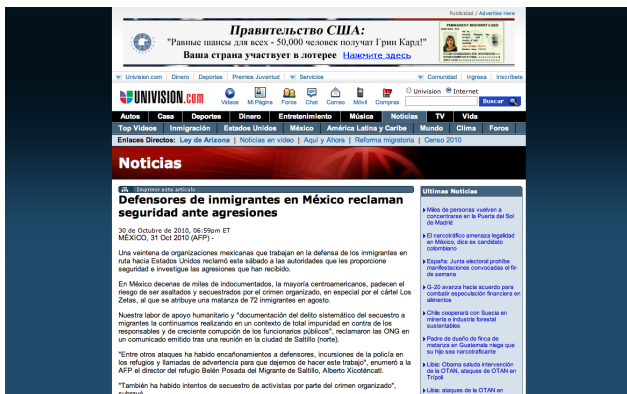 Publicidad / Advertise Here
Правительство США:
"Равные шансы для всех - 50,000 человек получат Грин Кард!"
Ваша страна участвует в лотерее Нажмите здесь
PERMANENT RESIDENT CARD
Univision.com | Dinero | Deportes | Premios Juventud | Servicios
Comunidad | Ingresa | Inscríbete
UNIVISION.COM
Videos Mi Página Foros Chat Correo Móvil Compras
Univision Internet
Buscar
Autos Casa Deportes Dinero Entretenimiento Música Noticias TV Vida
Top Videos Inmigración Estados Unidos México América Latina y Caribe Mundo Clima Foros
Enlaces Directos: Ley de Arizona | Noticias en video | Aquí y Ahora | Reforma migratoria | Censo 2010
Noticias
Imprimir este artículo
Defensores de inmigrantes en México reclaman
seguridad ante agresiones
30 de Octubre de 2010, 06:59pm ET
MÉXICO, 31 Oct 2010 (AFP) -
Una veintena de organizaciones mexicanas que trabajan en la defensa de los inmigrantes en
ruta hacia Estados Unidos reclamó este sábado a las autoridades que les proporcione
seguridad e investigue las agresiones que han recibido.
En México decenas de miles de indocumentados, la mayoría centroamericanos, padecen el
riesgo de ser asaltados y secuestrados por el crimen organizado, en especial por el cártel Los
Zetas, al que se atribuye una matanza de 72 inmigrantes en agosto.
Nuestra labor de apoyo humanitario y "documentación del delito sistemático del secuestro a
migrantes la continuamos realizando en un contexto de total impunidad en contra de los
responsables y de creciente corrupción de los funcionarios públicos", reclamaron las ONG en
un comunicado emitido tras una reunión en la ciudad de Saltillo (norte).
"Entre otros ataques ha habido encañonamientos a defensores, incursiones de la policía en
los refugios y llamadas de advertencia para que dejemos de hacer este trabajo", enumeró a la
AFP el director del refugio Belén Posada del Migrante de Saltillo, Alberto Xicoténcatl.
"También ha habido intentos de secuestro de activistas por parte del crimen organizado",
subrayó.
Ultimas Noticias
Miles de personas vuelven a
concentrarse en la Puerta del Sol
de Madrid
El narcotráfico amenaza legalidad
en México, dice ex candidato
colombiano
España: Junta electoral prohíbe
manifestaciones convocadas el fin
de semana
G-20 avanza hacia acuerdo para
combatir especulación financiera en
alimentos
Chile cooperará con Suecia en
minería e industria forestal
sustentables
Padre de dueño de finca de
matanza en Guatemala niega que
su hijo sea narcotraficante
Libia: Obama saluda intervención
de la OTAN, ataques de OTAN en
Trípoli
Libia: ataques de la OTAN en